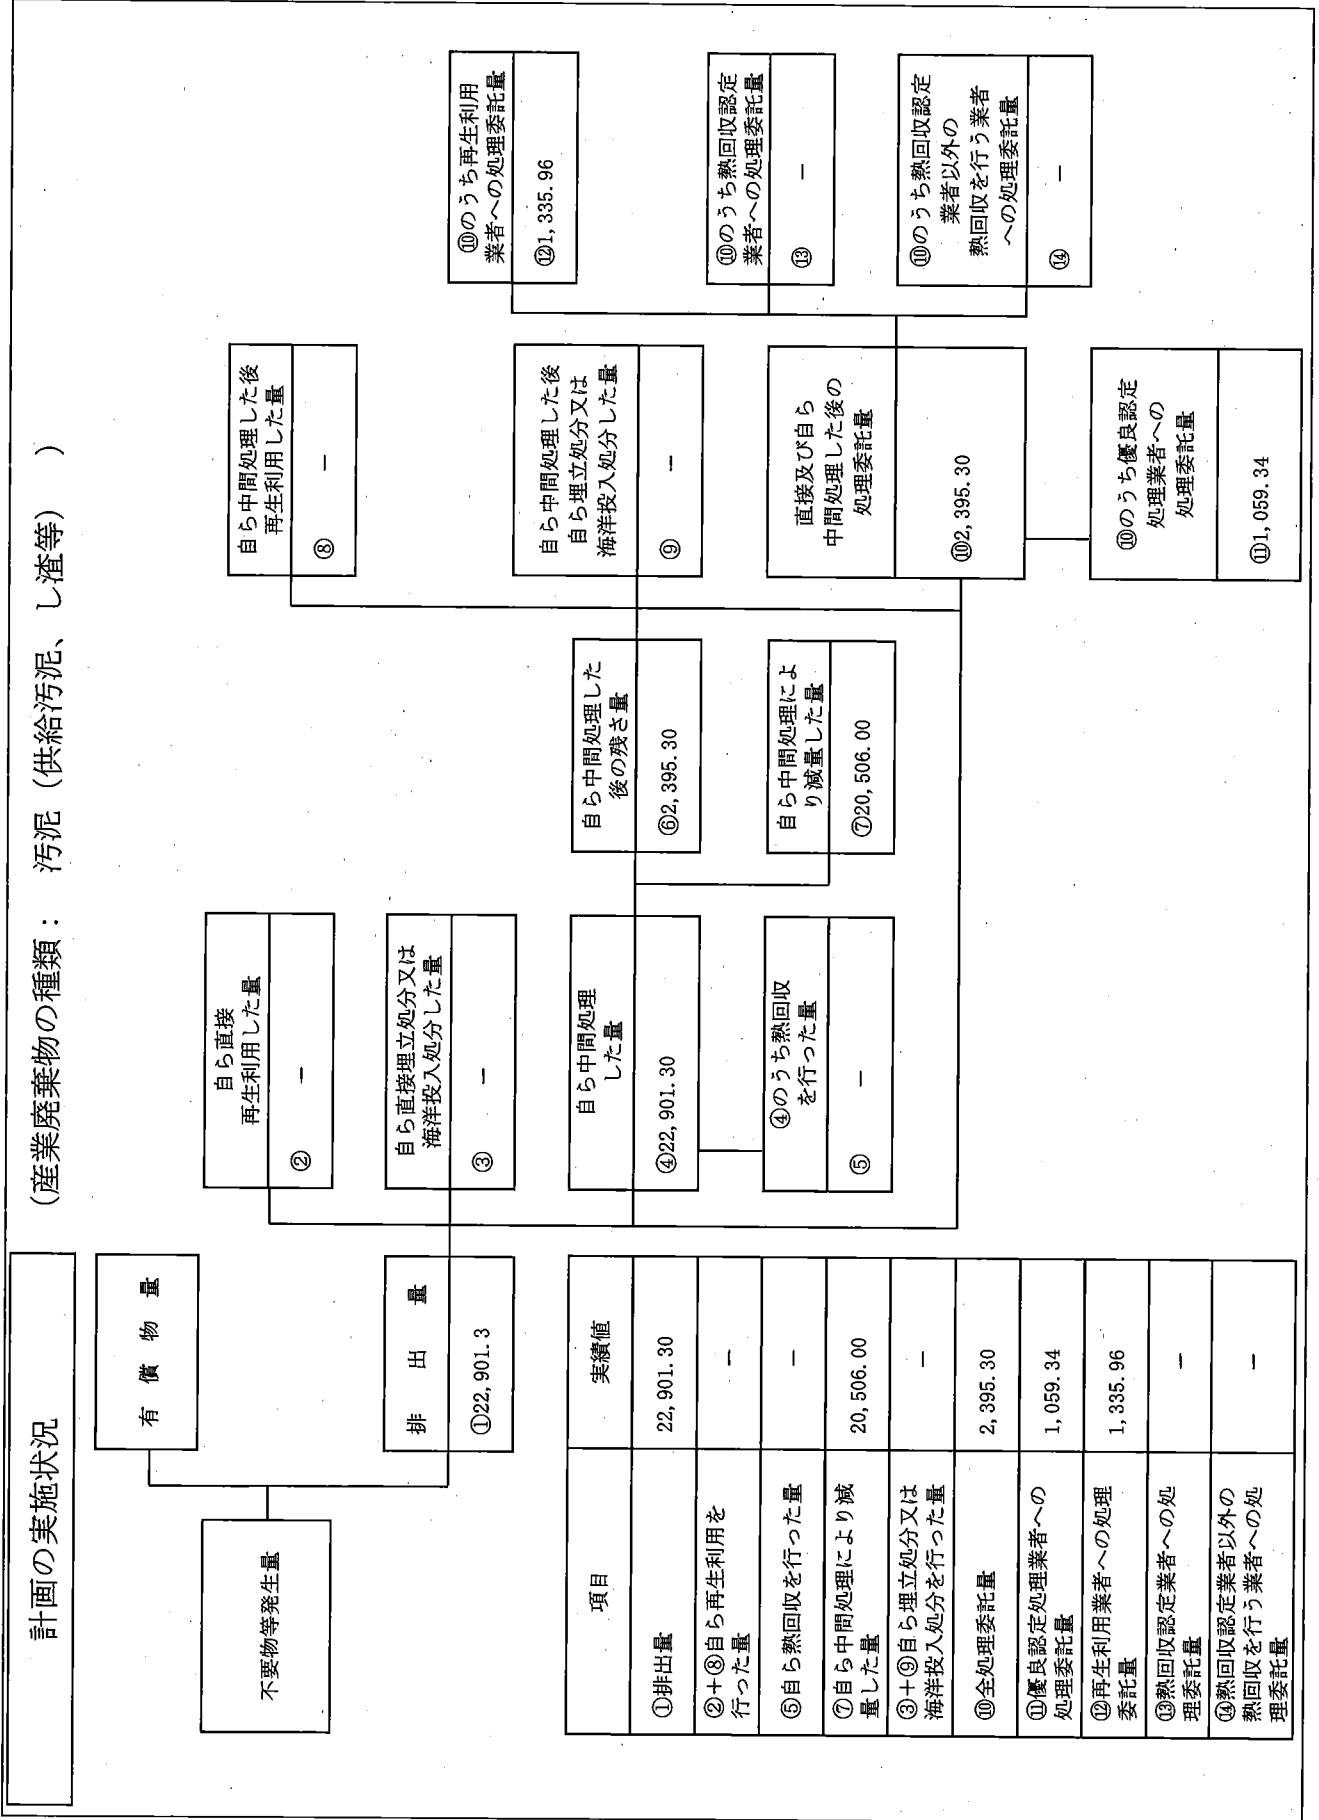 計画の実施状況
（産業廃棄物の種類： 汚泥（供給汚泥、し渣等） ）
不要物等発生量
有償物量
排出量
①22,901.3
自ら直接
再生利用した量
② －
自ら直接埋立処分又は
海洋投入処分した量
③ －
自ら中間処理
した量
④22,901.30
④のうち熱回収
を行った量
⑤ －
自ら中間処理した
後の残さ量
⑥2,395.30
自ら中間処理によ
り減量した量
⑦20,506.00
自ら中間処理した後
再生利用した量
⑧ －
自ら中間処理した後
自ら埋立処分又は
海洋投入処分した量
⑨ －
直接及び自ら
中間処理した後の
処理委託量
⑩2,395.30
⑩のうち優良認定
処理業者への
処理委託量
⑪1,059.34
⑩のうち再生利用
業者への処理委託量
⑫1,335.96
⑩のうち熱回収認定
業者への処理委託量
⑬ －
⑩のうち熱回収認定
業者以外の
熱回収を行う業者
への処理委託量
⑭ －
項目 実績値
①排出量 22,901.30
②＋⑧自ら再生利用を
行った量 －
⑤自ら熱回収を行った量 －
⑦自ら中間処理により減
量した量 20,506.00
③＋⑨自ら埋立処分又は
海洋投入処分を行った量 －
⑩全処理委託量 2,395.30
⑪優良認定処理業者への
処理委託量 1,059.34
⑫再生利用業者への処理
委託量 1,335.96
⑬熱回収認定業者への処
理委託量 －
⑭熱回収認定業者以外の
熱回収を行う業者への処
理委託量 －